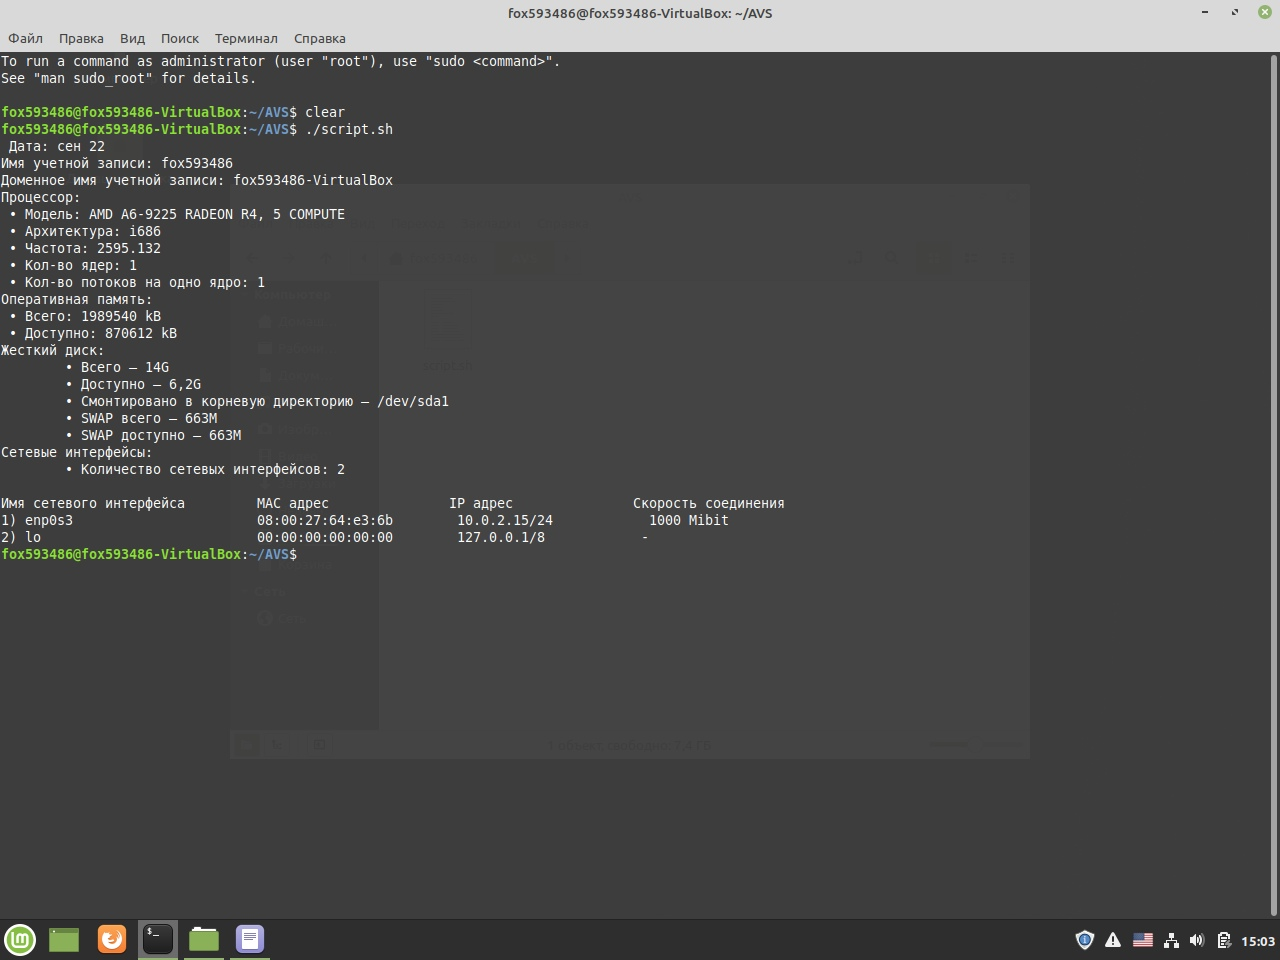 fox593486@fox593486-VirtualBox: ~/AVS
Файл Правка Вид Поиск Терминал Справка
To run a command as administrator (user "root"), use "sudo <command>".
See "man sudo_root" for details.
fox593486@fox593486-VirtualBox:~/AVS$ clear
fox593486@fox593486-VirtualBox:~/AVS$ ./script.sh
Дата: сен 22
Имя учетной записи: fox593486
Доменное имя учетной записи: fox593486-VirtualBox
Процессор:
• Модель: AMD A6-9225 RADEON R4, 5 COMPUTE
• Архитектура: i686
• Частота: 2595.132
• Кол-во ядер: 1
• Кол-во потоков на одно ядро: 1
Оперативная память:
• Всего: 1989540 kB
• Доступно: 870612 kB
Жесткий диск:
• Всего – 14G
• Доступно – 6,2G
• Смонтировано в корневую директорию – /dev/sda1
• SWAP всего – 663M
• SWAP доступно – 663M
Сетевые интерфейсы:
• Количество сетевых интерфейсов: 2
Имя сетевого интерфейса MAC адрес IP адрес Скорость соединения
1) enp0s3 08:00:27:64:e3:6b 10.0.2.15/24 1000 Mibit
2) lo 00:00:00:00:00:00 127.0.0.1/8 -
fox593486@fox593486-VirtualBox:~/AVS$
15:03